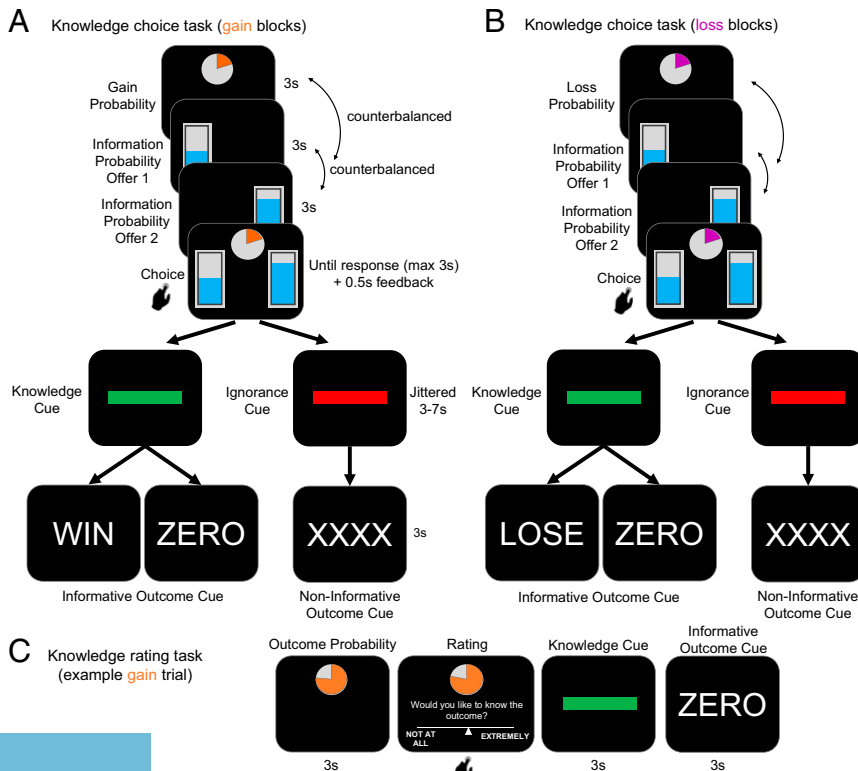 A
Knowledge choice task (gain blocks)
Gain
Probability
3s
counterbalanced
Information
Probability
Offer 1
3s
counterbalanced
Information
Probability
Offer 2
3s
Choice
Until response (max 3s)
+ 0.5s feedback
Knowledge
Cue
Ignorance
Cue
Jittered
3-7s
WIN
ZERO
XXXX
3s
Informative Outcome Cue
Non-Informative
Outcome Cue
B
Knowledge choice task (loss blocks)
Loss
Probability
Information
Probability
Offer 1
Information
Probability
Offer 2
Choice
Knowledge
Cue
Ignorance
Cue
LOSE
ZERO
XXXX
Informative Outcome Cue
Non-Informative
Outcome Cue
C
Knowledge rating task
(example gain trial)
Outcome Probability
Rating
Knowledge Cue
Informative
Outcome Cue
Would you like to know the
outcome?
NOT AT
ALL
EXTREMELY
ZERO
3s
3s
3s